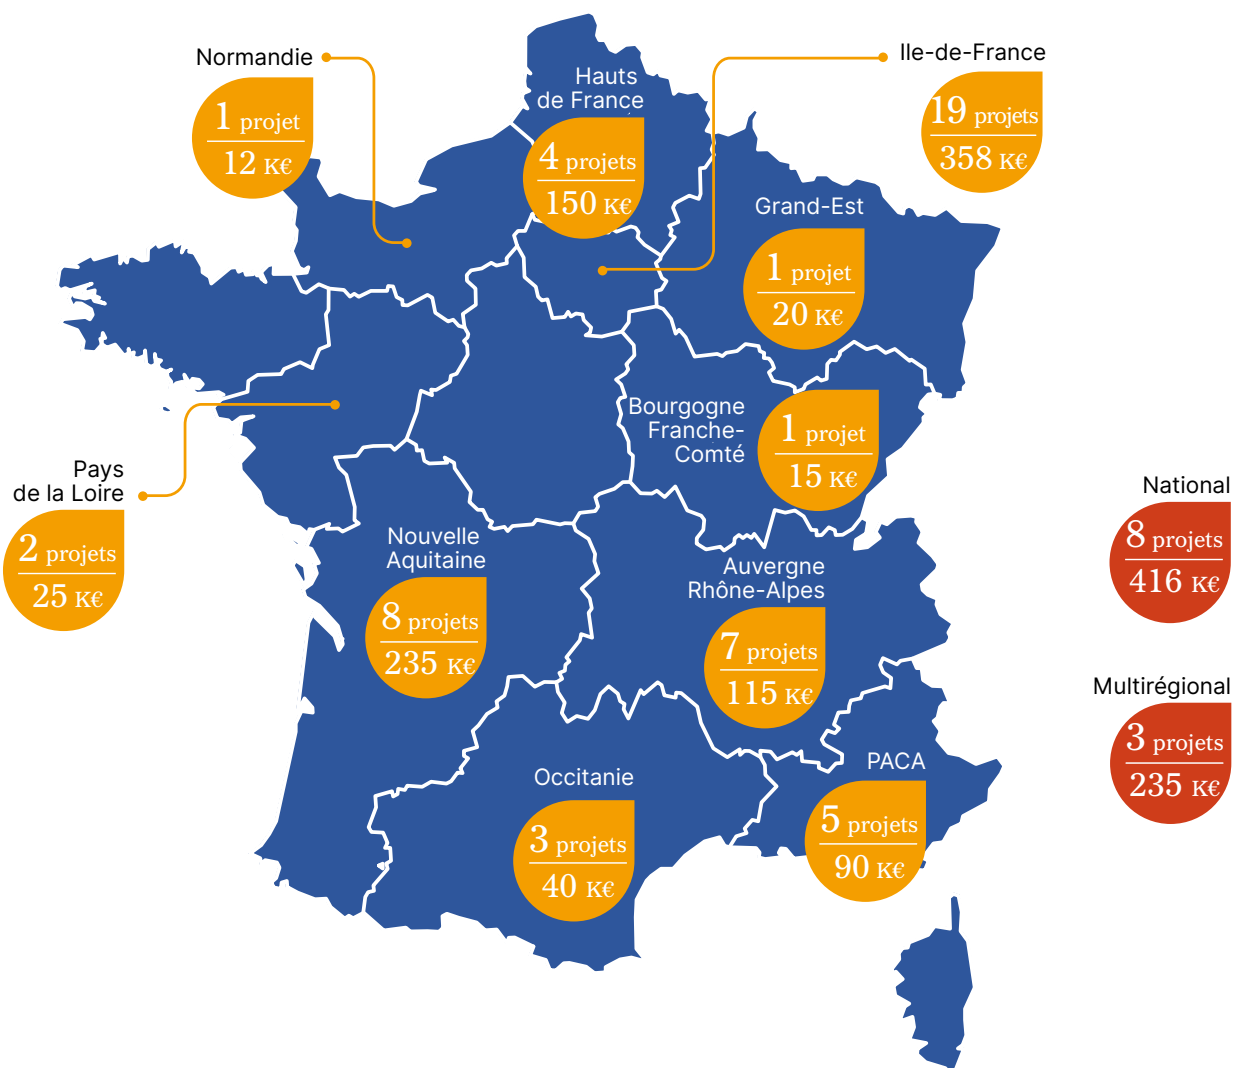 Normandie
1 projet
12 K€
Hauts
de France
4 projets
150 K€
Ile-de-France
19 projets
358 K€
Grand-Est
1 projet
20 K€
Bourgogne
Franche-
Comté
1 projet
15 K€
Pays
de la Loire
2 projets
25 K€
Nouvelle
Aquitaine
8 projets
235 K€
Auvergne
Rhône-Alpes
7 projets
115 K€
National
8 projets
416 K€
Multirégional
3 projets
235 K€
Occitanie
3 projets
40 K€
PACA
5 projets
90 K€